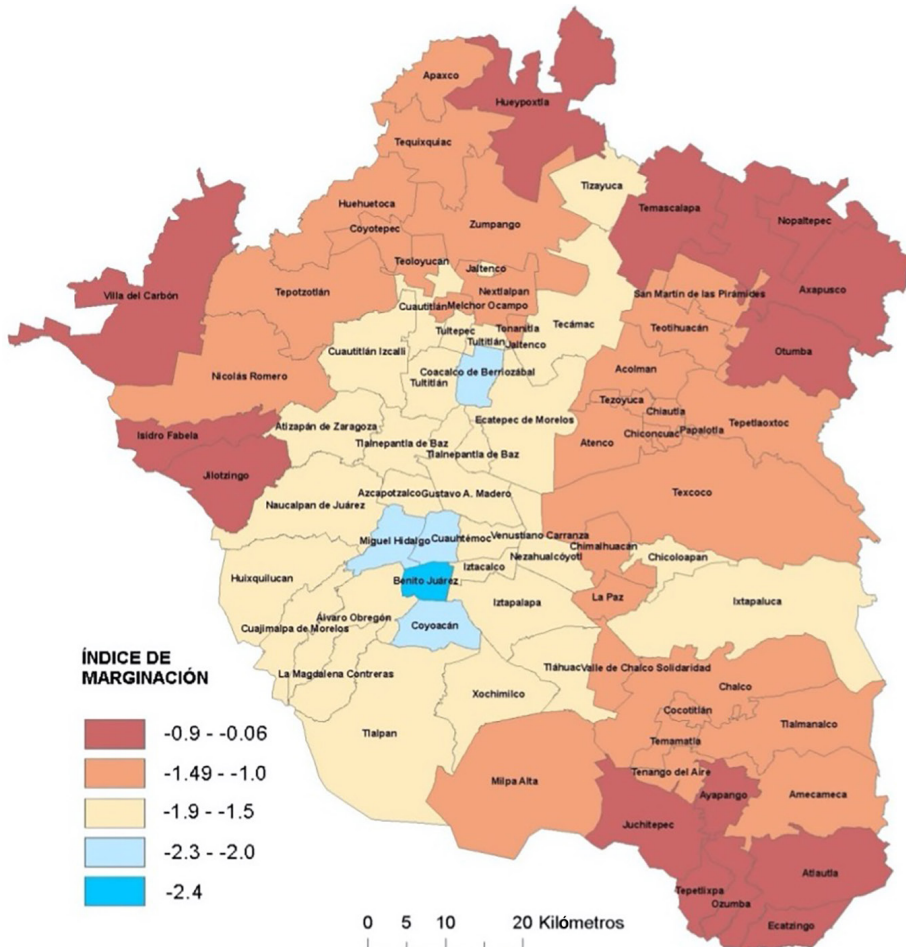 Apaxco
Hueypoxtla
Tequixquiac
Tizayuca
Huehuetoca
Temascalapa
Nopaltepec
Coyotepec
Zumpango
Teoloyucan
Jaltenco
Villa del Carbón
Tepotzotlán
Nextlalpan
San Martín de las Pirámides
Axapusco
Cuautitlán
Melchor Ocampo
Tecámac
Teotihuacán
Tultepec
Tonanitla
Tultitlán
Jaltenco
Otumba
Cuautitlán Izcalli
Coacalco de Berriozábal
Acolman
Nicolás Romero
Tultitlán
Tezoyuca
Chiautla
Ecatepec de Morelos
Papalotla
Tepetlaoxtoc
Isidro Fabela
Atizapán de Zaragoza
Chiconcuac
Atenco
Tlalnepantla de Baz
Tlalnepantla de Baz
Jilotzingo
Texcoco
Azcapotzalco
Gustavo A. Madero
Naucalpan de Juárez
Miguel Hidalgo
Cuauhtémoc
Venustiano Carranza
Chimalhuacán
Nezahualcóyotl
Chicoloapan
Iztacalco
Huixquilucan
Benito Juárez
La Paz
Iztapalapa
Ixtapaluca
Álvaro Obregón
Coyoacán
Cuajimalpa de Morelos
Tláhuac
Valle de Chalco Solidaridad
La Magdalena Contreras
Chalco
Xochimilco
Cocotitlán
Tlalmanalco
Tlalpan
Temamatla
Tenango del Aire
Milpa Alta
Ayapango
Amecameca
Juchitepec
Atlautla
Tepetlixpa
Ozumba
Ecatzingo
ÍNDICE DE
MARGINACIÓN
-0.9 - -0.06
-1.49 - -1.0
-1.9 - -1.5
-2.3 - -2.0
-2.4
0 5 10 20 Kilómetros